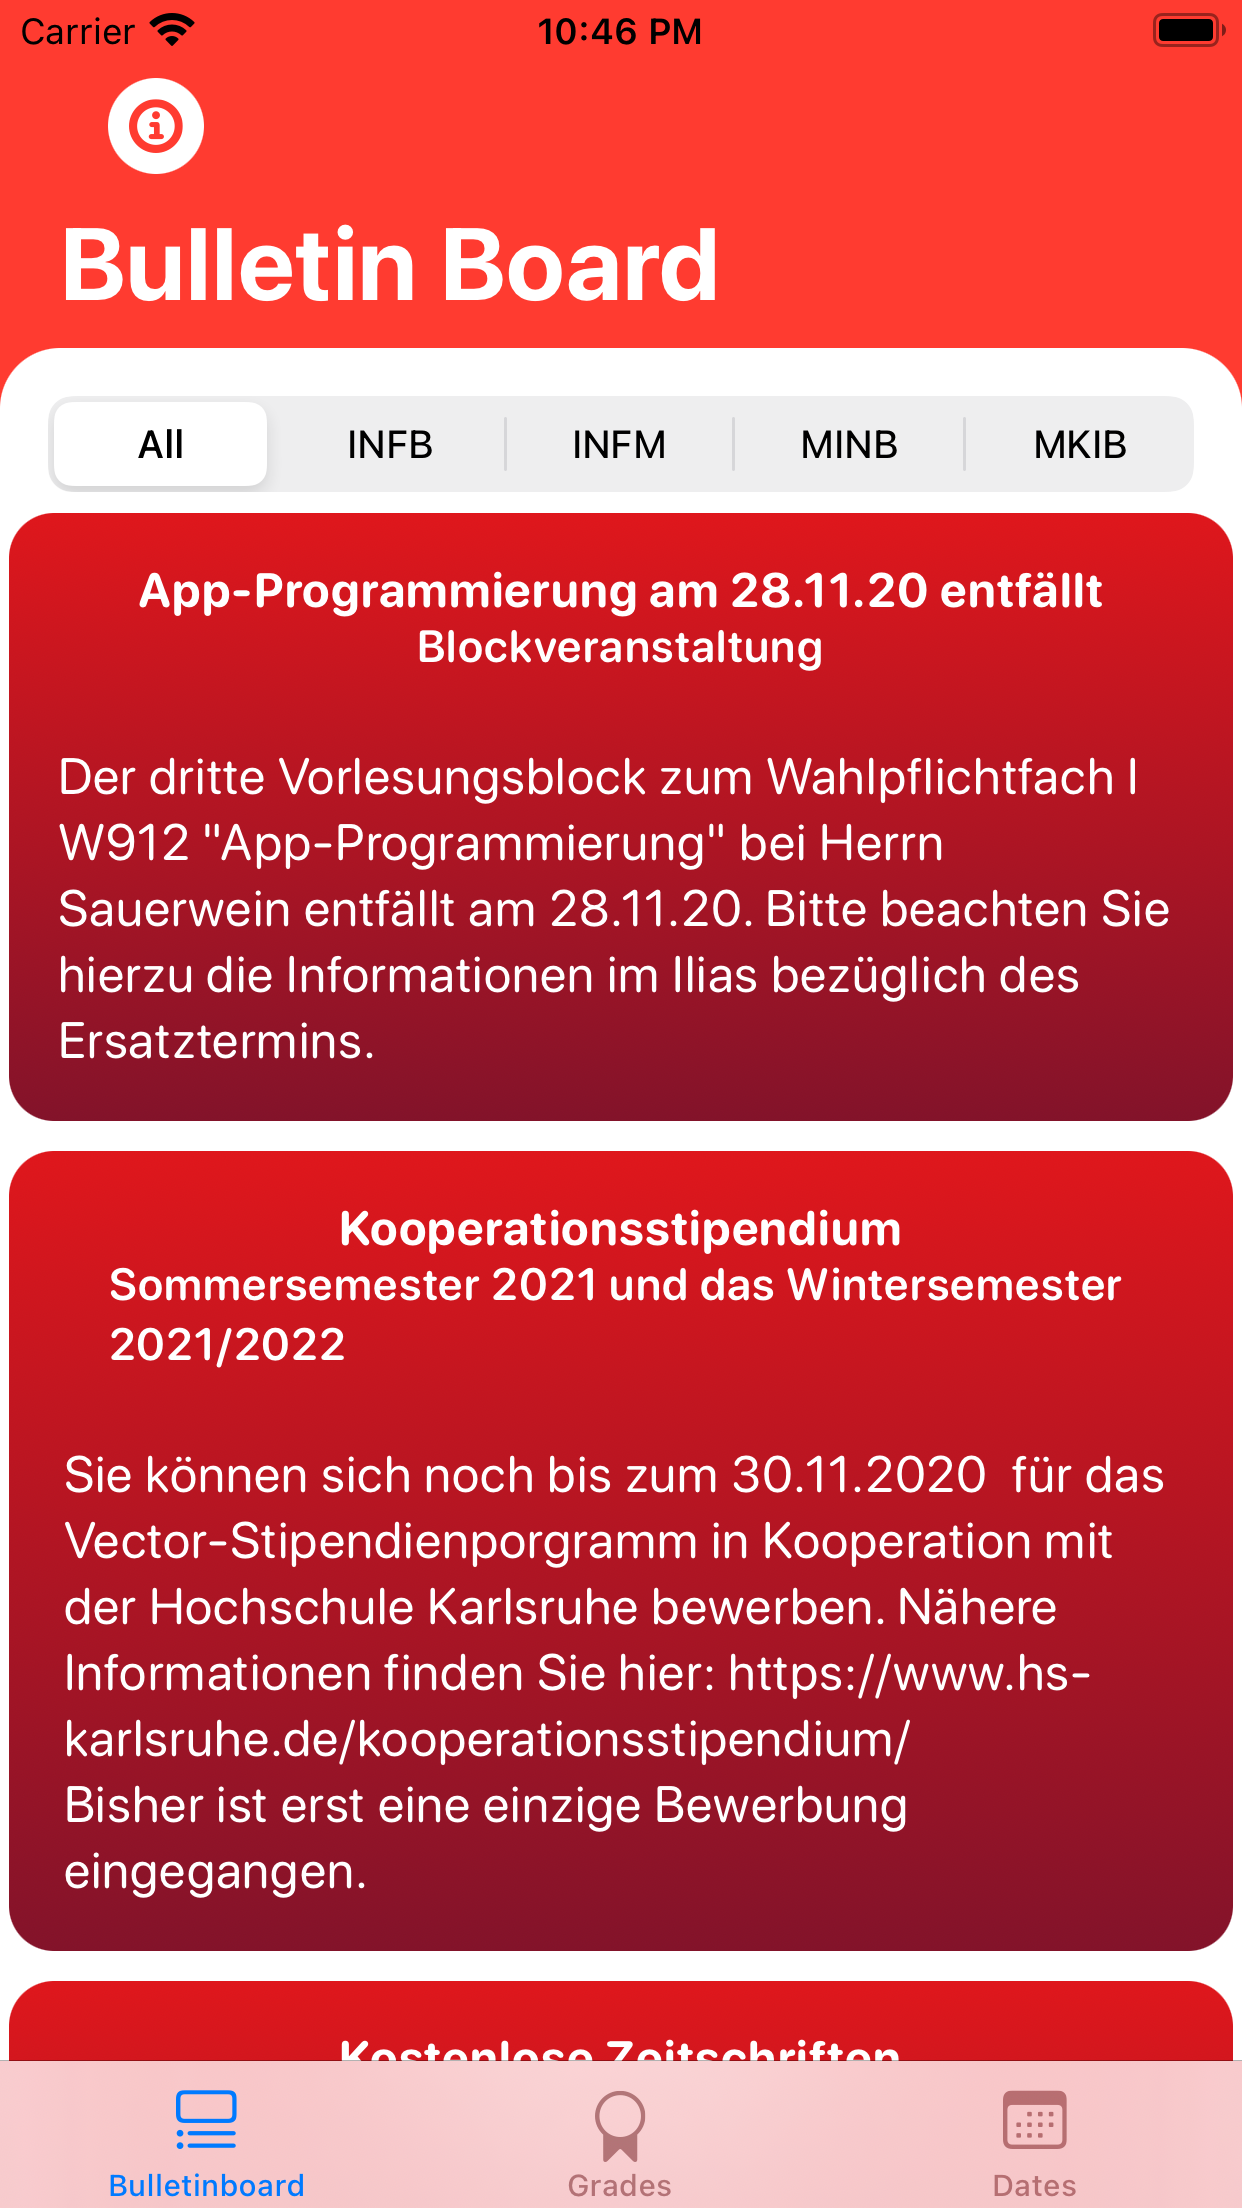 Carrier 10:46 PM
Bulletin Board
All INFB INFM MINB MKIB
App-Programmierung am 28.11.20 entfällt
Blockveranstaltung
Der dritte Vorlesungsblock zum Wahlpflichtfach I
W912 "App-Programmierung" bei Herrn
Sauerwein entfällt am 28.11.20. Bitte beachten Sie
hierzu die Informationen im Ilias bezüglich des
Ersatztermins.
Kooperationsstipendium
Sommersemester 2021 und das Wintersemester
2021/2022
Sie können sich noch bis zum 30.11.2020  für das
Vector-Stipendienporgramm in Kooperation mit
der Hochschule Karlsruhe bewerben. Nähere
Informationen finden Sie hier: https://www.hs-
karlsruhe.de/kooperationsstipendium/
Bisher ist erst eine einzige Bewerbung
eingegangen.
Kostenlose Zeitschriften
Bulletinboard Grades Dates